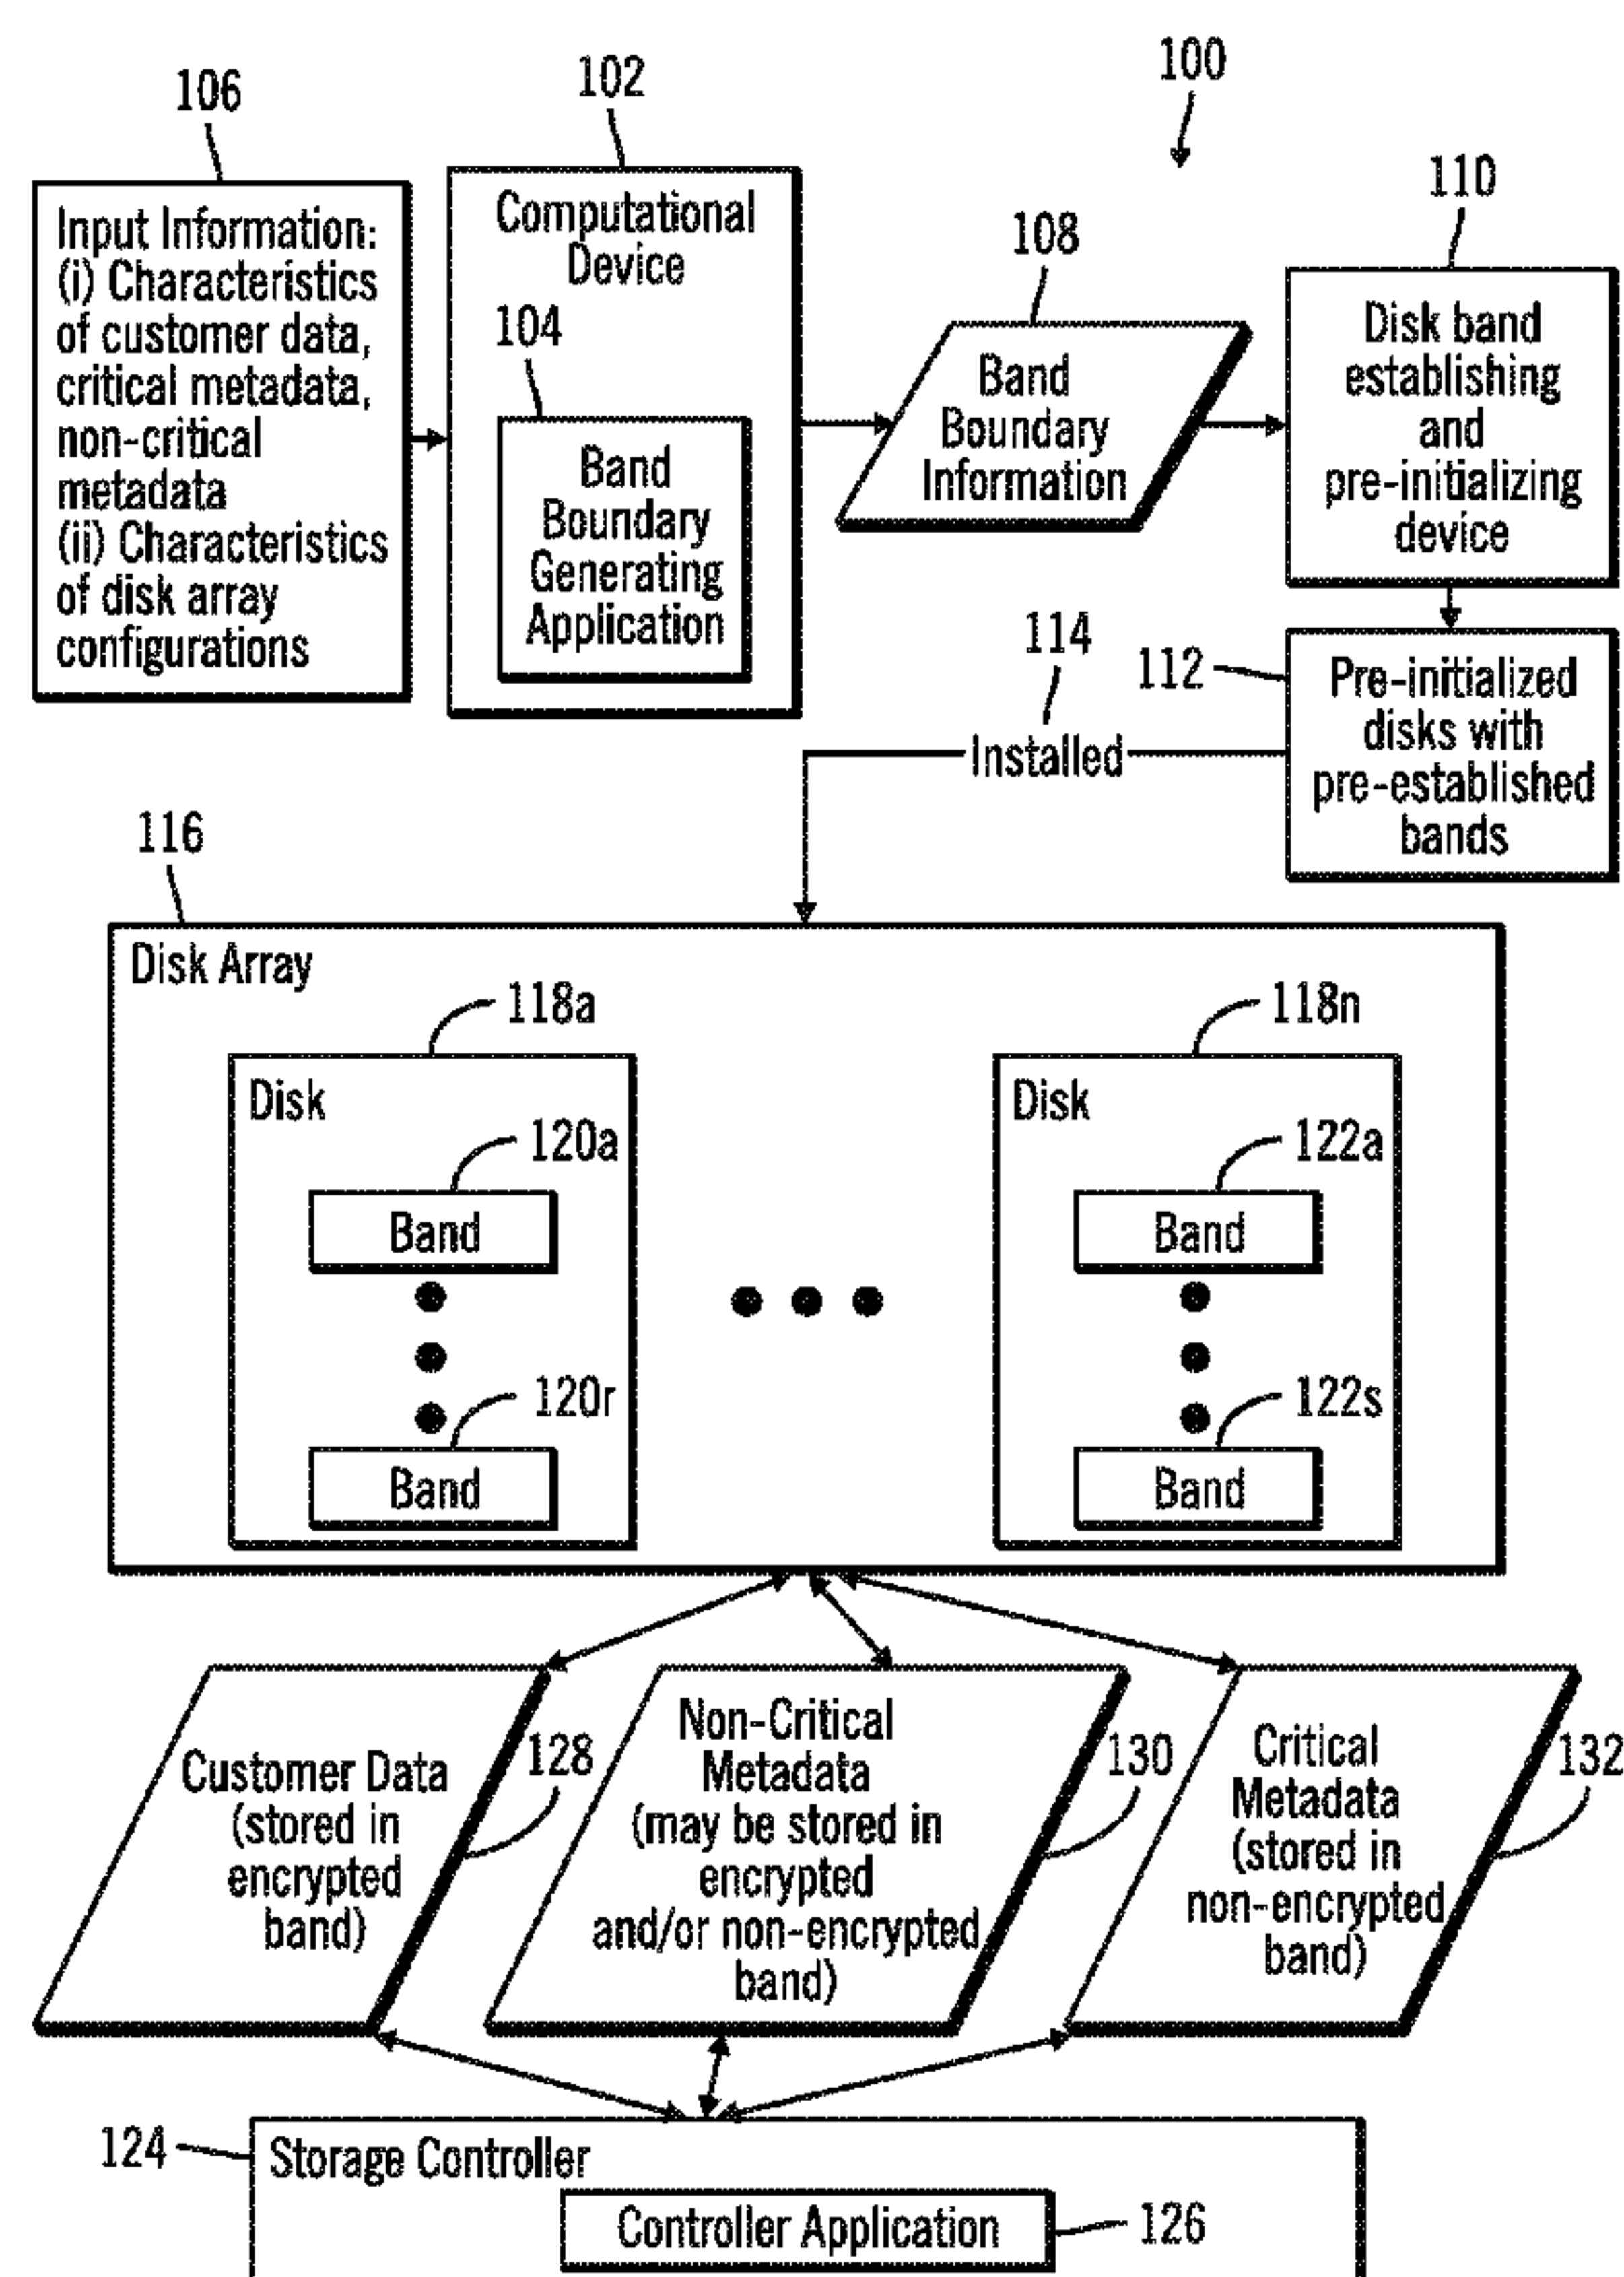 100
106
102
110
108
Input Information:
(i) Characteristics
of customer data,
critical metadata,
non-critical
metadata
(ii) Characteristics
of disk array
configurations
Computational
Device
104
Band
Boundary
Generating
Application
Band
Boundary
Information
Disk band
establishing
and
pre-initializing
device
114
Installed
112
Pre-initialized
disks with
pre-established
bands
116
Disk Array
118a
Disk
120a
Band
120r
Band
118n
Disk
122a
Band
122s
Band
Customer Data
(stored in
encrypted
band)
128
Non-Critical
Metadata
(may be stored in
encrypted
and/or non-encrypted
band)
130
Critical
Metadata
(stored in
non-encrypted
band)
132
124
Storage Controller
Controller Application
126